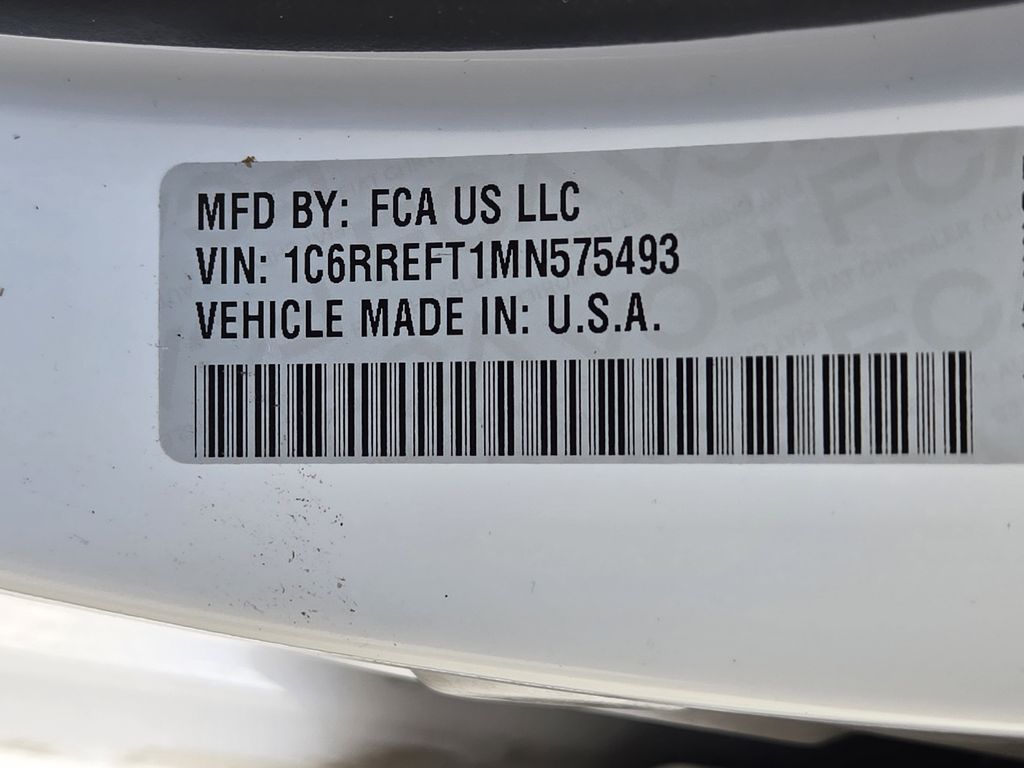 MFD BY: FCA US LLC
VIN: 1C6RREFT1MN575493
VEHICLE MADE IN: U.S.A.